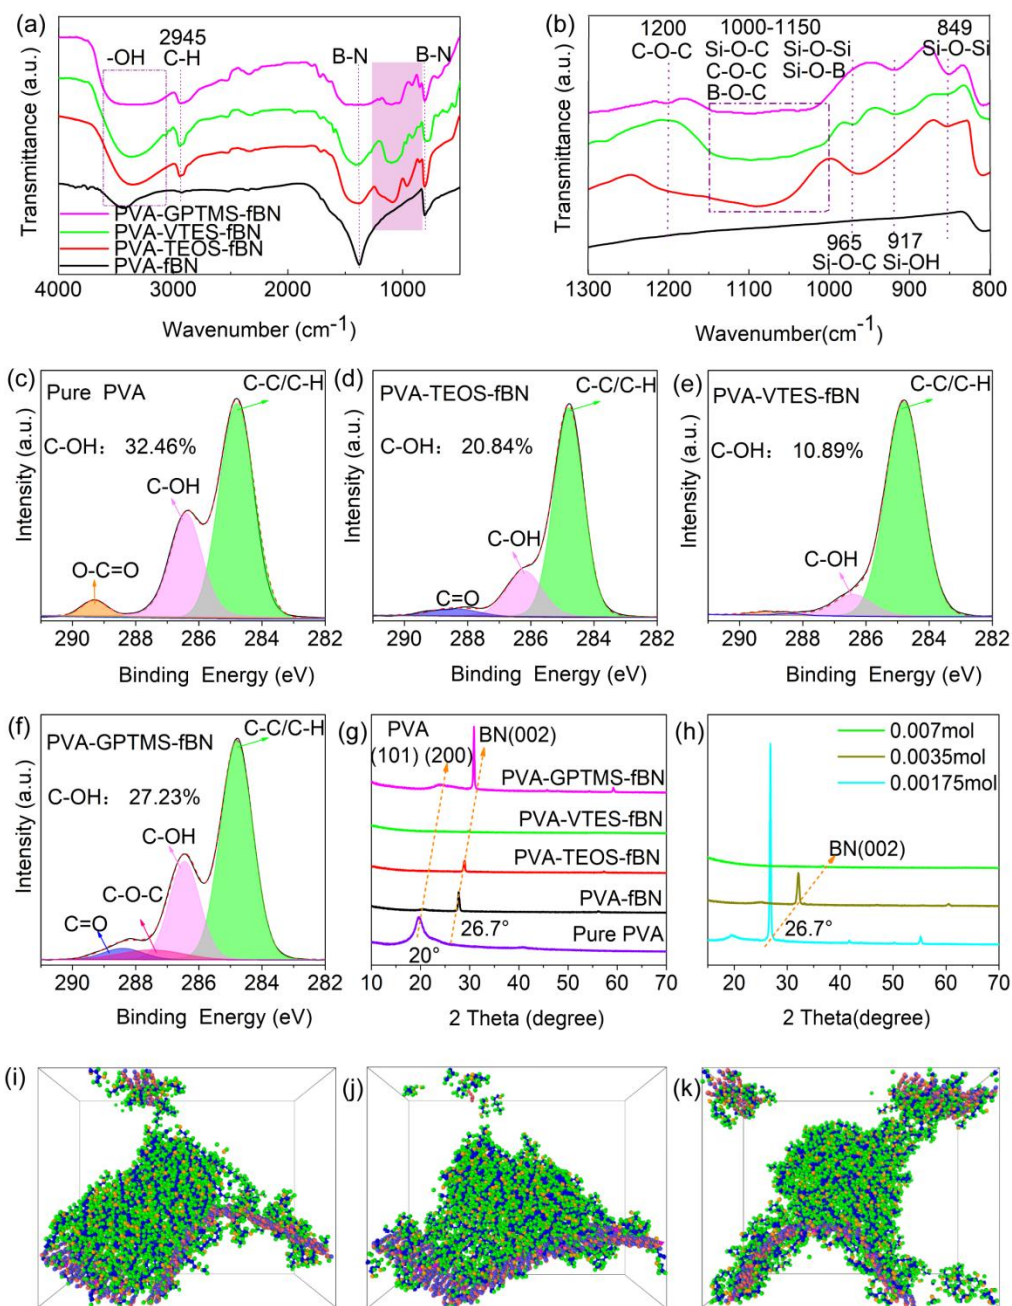 (a)
2945
-OH C-H
B-N
B-N
PVA-GPTMS-fBN
PVA-VTES-fBN
PVA-TEOS-fBN
PVA-fBN
4000 3000 2000 1000
Wavenumber (cm⁻¹)
Transmittance (a.u.)
(b)
1200
C-O-C
1000-1150
Si-O-C Si-O-Si
C-O-C Si-O-B
B-O-C
849
Si-O-Si
965 917
Si-O-C Si-OH
1300 1200 1100 1000 900 800
Wavenumber(cm⁻¹)
Transmittance (a.u.)
(c)
Pure PVA
C-C/C-H
C-OH: 32.46%
C-OH
O-C=O
290 288 286 284 282
Binding Energy (eV)
Intensity (a.u.)
(d)
C-C/C-H
PVA-TEOS-fBN
C-OH: 20.84%
C-OH
C=O
290 288 286 284 282
Binding Energy (eV)
Intensity (a.u.)
(e)
C-C/C-H
PVA-VTES-fBN
C-OH: 10.89%
C-OH
290 288 286 284 282
Binding Energy (eV)
Intensity (a.u.)
(f)
C-C/C-H
PVA-GPTMS-fBN
C-OH: 27.23%
C-OH
C-O-C
C=O
290 288 286 284 282
Binding Energy (eV)
Intensity (a.u.)
(g)
PVA
BN(002)
(101) (200)
PVA-GPTMS-fBN
PVA-VTES-fBN
PVA-TEOS-fBN
PVA-fBN
26.7°
Pure PVA
20°
10 20 30 40 50 60 70
2 Theta (degree)
(h)
0.007mol
0.0035mol
0.00175mol
BN(002)
26.7°
20 30 40 50 60 70
2 Theta(degree)
(i)
(j)
(k)